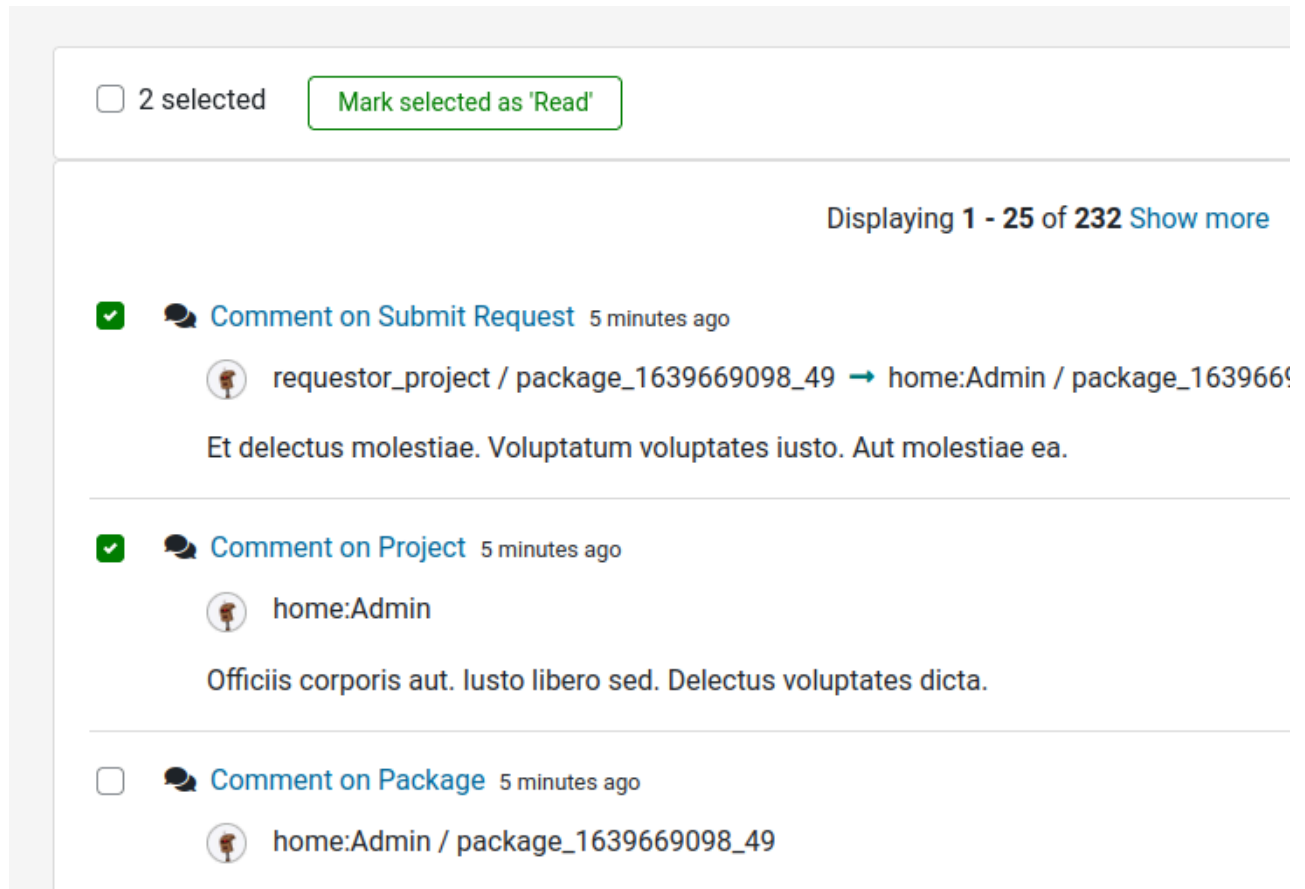 2 selected Mark selected as 'Read'
Displaying 1 - 25 of 232 Show more
Comment on Submit Request 5 minutes ago
requestor_project / package_1639669098_49 → home:Admin / package_163966
Et delectus molestiae. Voluptatum voluptates iusto. Aut molestiae ea.
Comment on Project 5 minutes ago
home:Admin
Officiis corporis aut. Iusto libero sed. Delectus voluptates dicta.
Comment on Package 5 minutes ago
home:Admin / package_1639669098_49